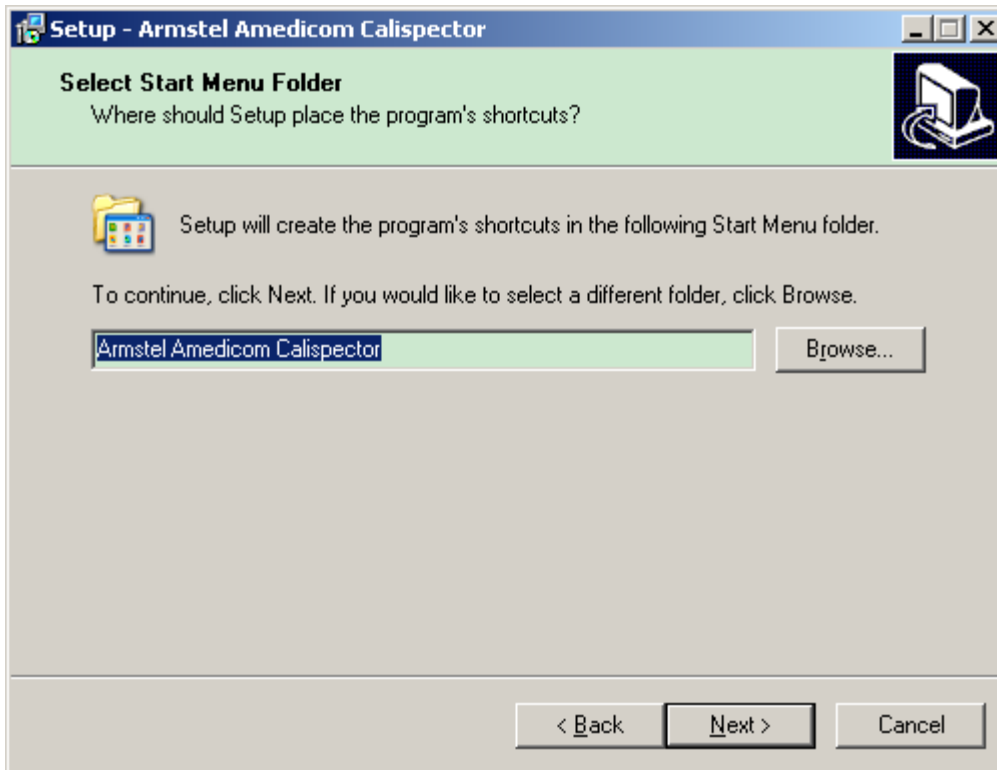 Setup - Armstel Amedicom Calispector
Select Start Menu Folder
Where should Setup place the program's shortcuts?
Setup will create the program's shortcuts in the following Start Menu folder.
To continue, click Next. If you would like to select a different folder, click Browse.
Armstel Amedicom Calispector
Browse...
< Back
Next >
Cancel